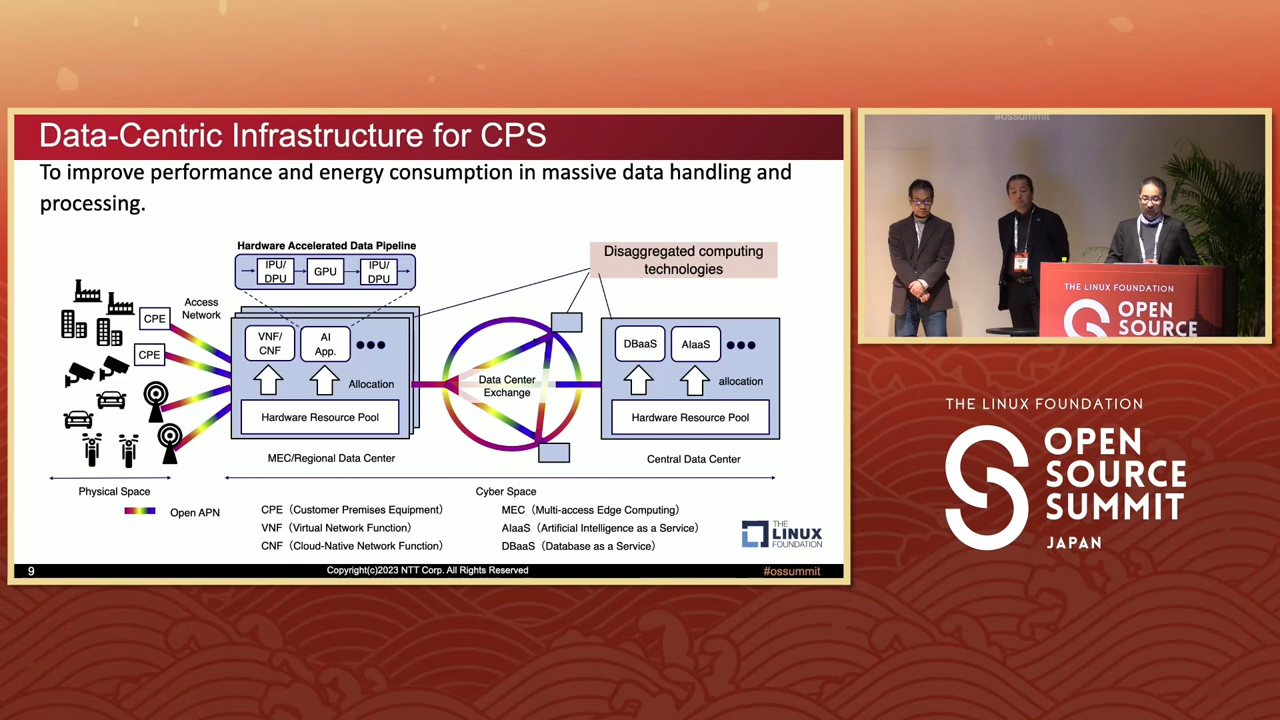 Data-Centric Infrastructure for CPS
To improve performance and energy consumption in massive data handling and
processing.
Hardware Accelerated Data Pipeline
IPU/
DPU
GPU
IPU/
DPU
Disaggregated computing
technologies
Access
Network
CPE
CPE
VNF/
CNF
AI
App.
Allocation
Hardware Resource Pool
MEC/Regional Data Center
Data Center
Exchange
DBaaS
AIaaS
allocation
Hardware Resource Pool
Central Data Center
Physical Space
Cyber Space
Open APN
CPE（Customer Premises Equipment）
VNF（Virtual Network Function）
CNF（Cloud-Native Network Function）
MEC（Multi-access Edge Computing）
AIaaS（Artificial Intelligence as a Service）
DBaaS（Database as a Service）
THE
LINUX
FOUNDATION
9
Copyright(c)2023 NTT Corp. All Rights Reserved
#ossummit
#ossummit
THE LINUX FOUNDATION
OPEN
SOURCE
THE LINUX FOUNDATION
OPEN
SOURCE
SUMMIT
JAPAN